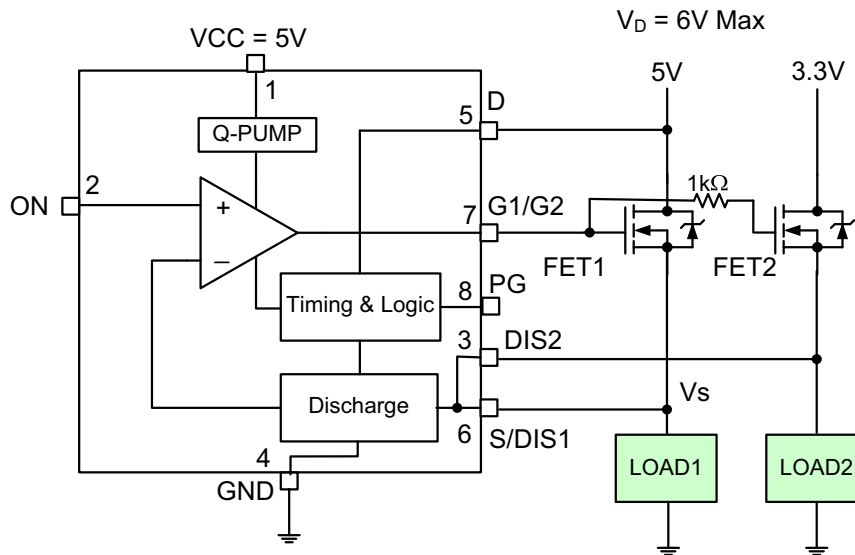 VCC = 5V
V_D = 6V Max
1
5V
3.3V
D
5
Q-PUMP
1kΩ
ON
2
+
−
G1/G2
7
FET1
FET2
PG
8
Timing & Logic
DIS2
3
Discharge
Vs
S/DIS1
6
4
GND
LOAD1
LOAD2